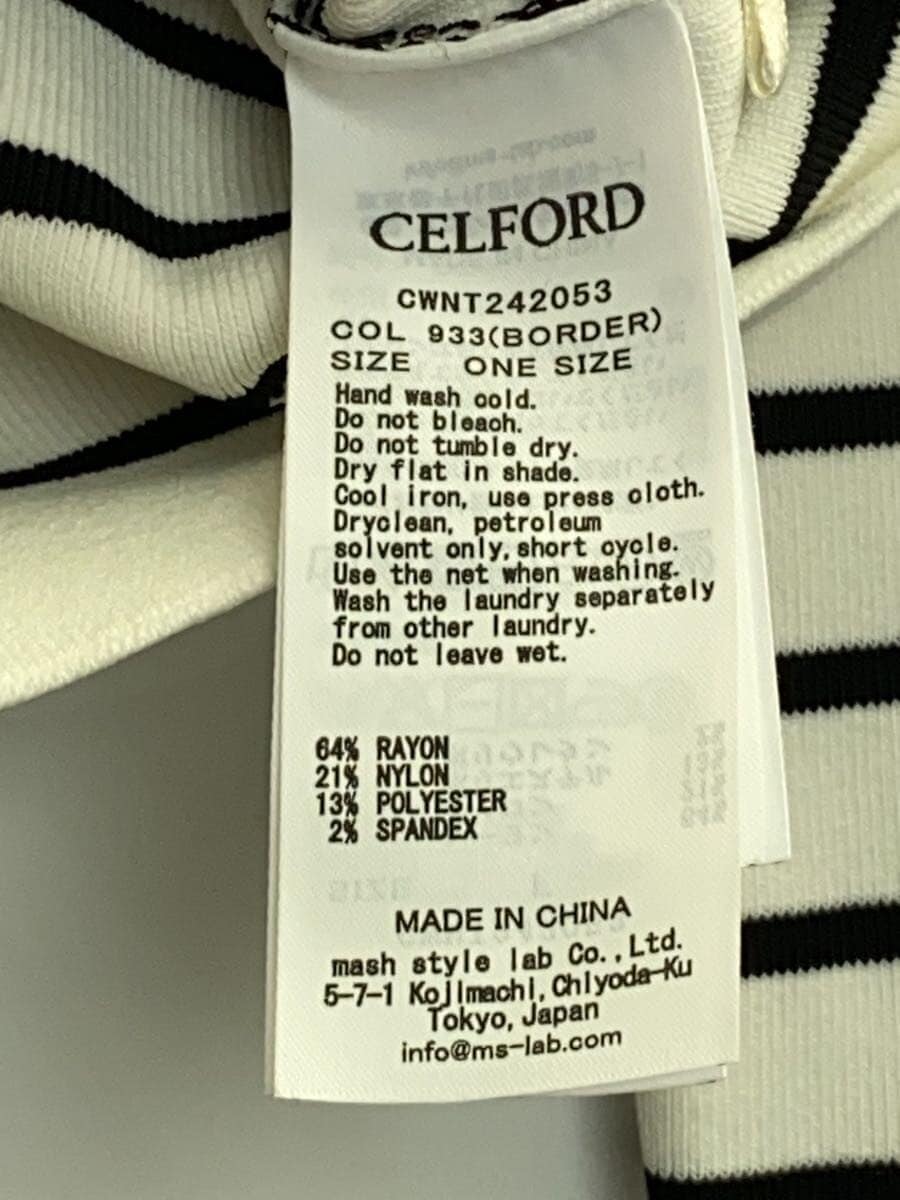 CELFORD
CWNT242053
COL 933(BORDER)
SIZE ONE SIZE
Hand wash cold.
Do not bleach.
Do not tumble dry.
Dry flat in shade.
Cool iron, use press cloth.
Dryclean, petroleum
solvent only, short cycle.
Use the net when washing.
Wash the laundry separately
from other laundry.
Do not leave wet.
64% RAYON
21% NYLON
13% POLYESTER
2% SPANDEX
MADE IN CHINA
mash style lab Co.,Ltd.
5-7-1 Kojimachi, Chiyoda-Ku
Tokyo, Japan
info@ms-lab.com